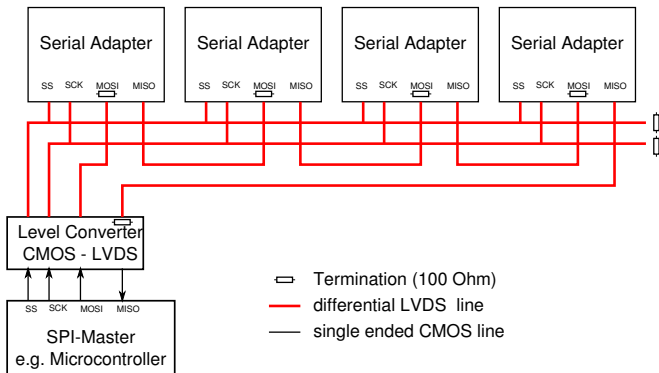 Serial Adapter
SS SCK MOSI MISO
Serial Adapter
SS SCK MOSI MISO
Serial Adapter
SS SCK MOSI MISO
Serial Adapter
SS SCK MOSI MISO
Level Converter
CMOS - LVDS
SS SCK MOSI MISO
SPI-Master
e.g. Microcontroller
Termination (100 Ohm)
differential LVDS line
single ended CMOS line